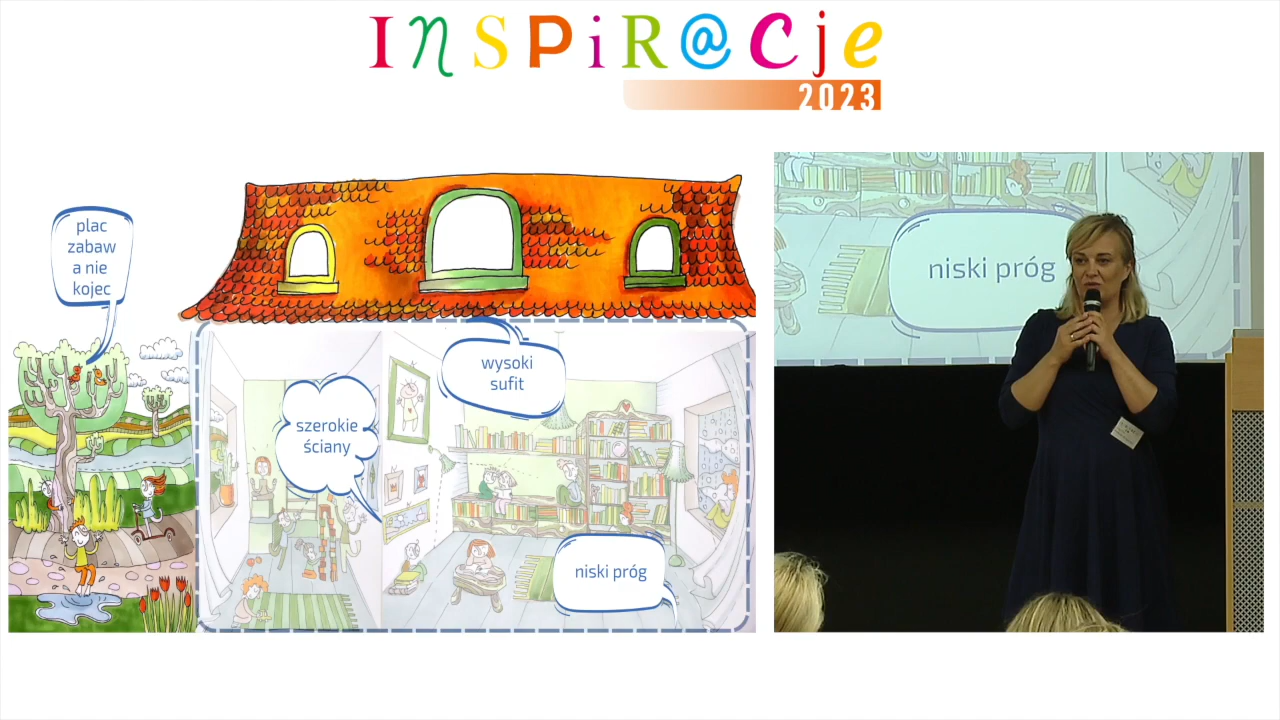 INSPiR@Cje
2023
plac
zabaw
a nie
kojec
szerokie
ściany
wysoki
sufit
niski próg
niski próg